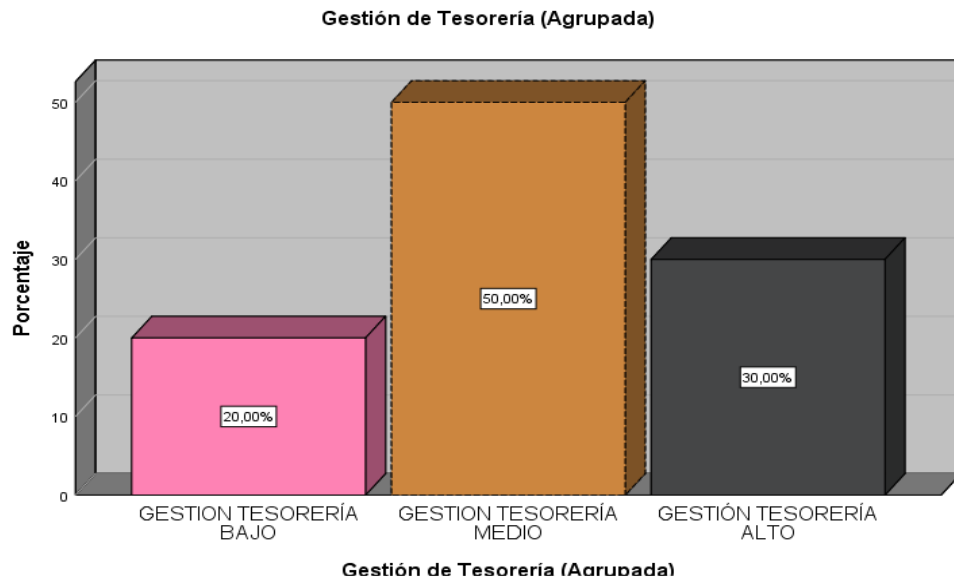 Gestión de Tesorería (Agrupada)
Porcentaje
50
40
30
20
10
0
20,00%
50,00%
30,00%
GESTION TESORERÍA
BAJO
GESTION TESORERÍA
MEDIO
GESTIÓN TESORERÍA
ALTO
Gestión de Tesorería (Agrupada)